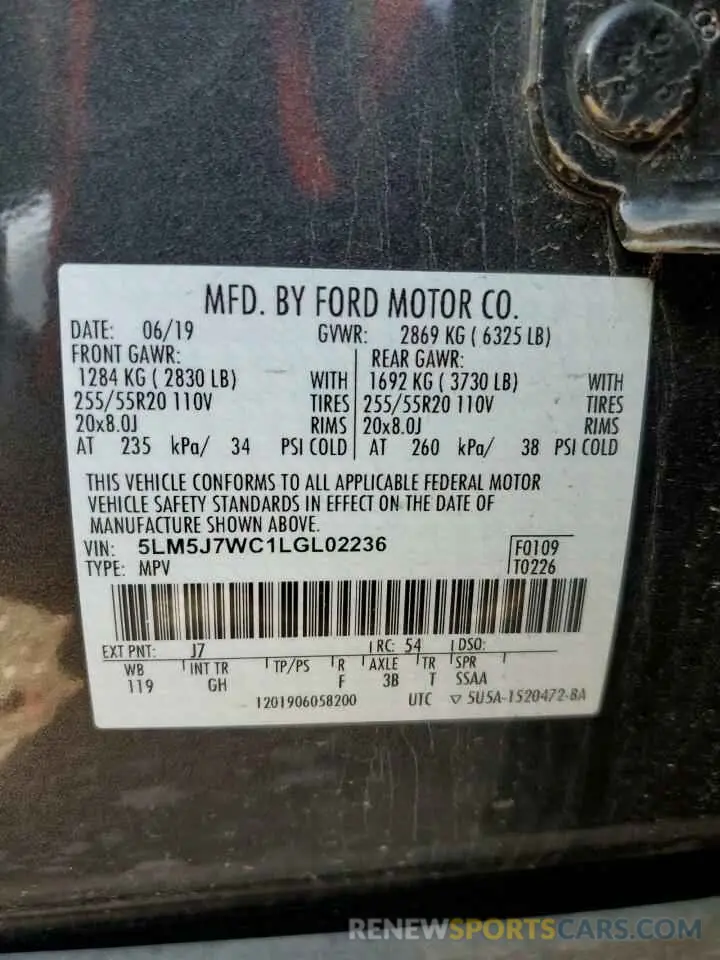 MFD. BY FORD MOTOR CO.
DATE: 06/19 GVWR: 2869 KG ( 6325 LB)
FRONT GAWR: REAR GAWR:
1284 KG ( 2830 LB) WITH 1692 KG ( 3730 LB) WITH
255/55R20 110V TIRES 255/55R20 110V TIRES
20x8.0J RIMS 20x8.0J RIMS
AT 235 kPa/ 34 PSI COLD AT 260 kPa/ 38 PSI COLD
THIS VEHICLE CONFORMS TO ALL APPLICABLE FEDERAL MOTOR
VEHICLE SAFETY STANDARDS IN EFFECT ON THE DATE OF
MANUFACTURE SHOWN ABOVE.
VIN: 5LM5J7WC1LGL02236 F0109
TYPE: MPV T0226
EXT PNT: J7 RC: 54 DSO:
WB INT TR TP/PS R AXLE TR SPR
119 GH F 3B T SSAA
1201906058200 UTC ▽ 5U5A-1520472-BA
RENEWSPORTSCARS.COM